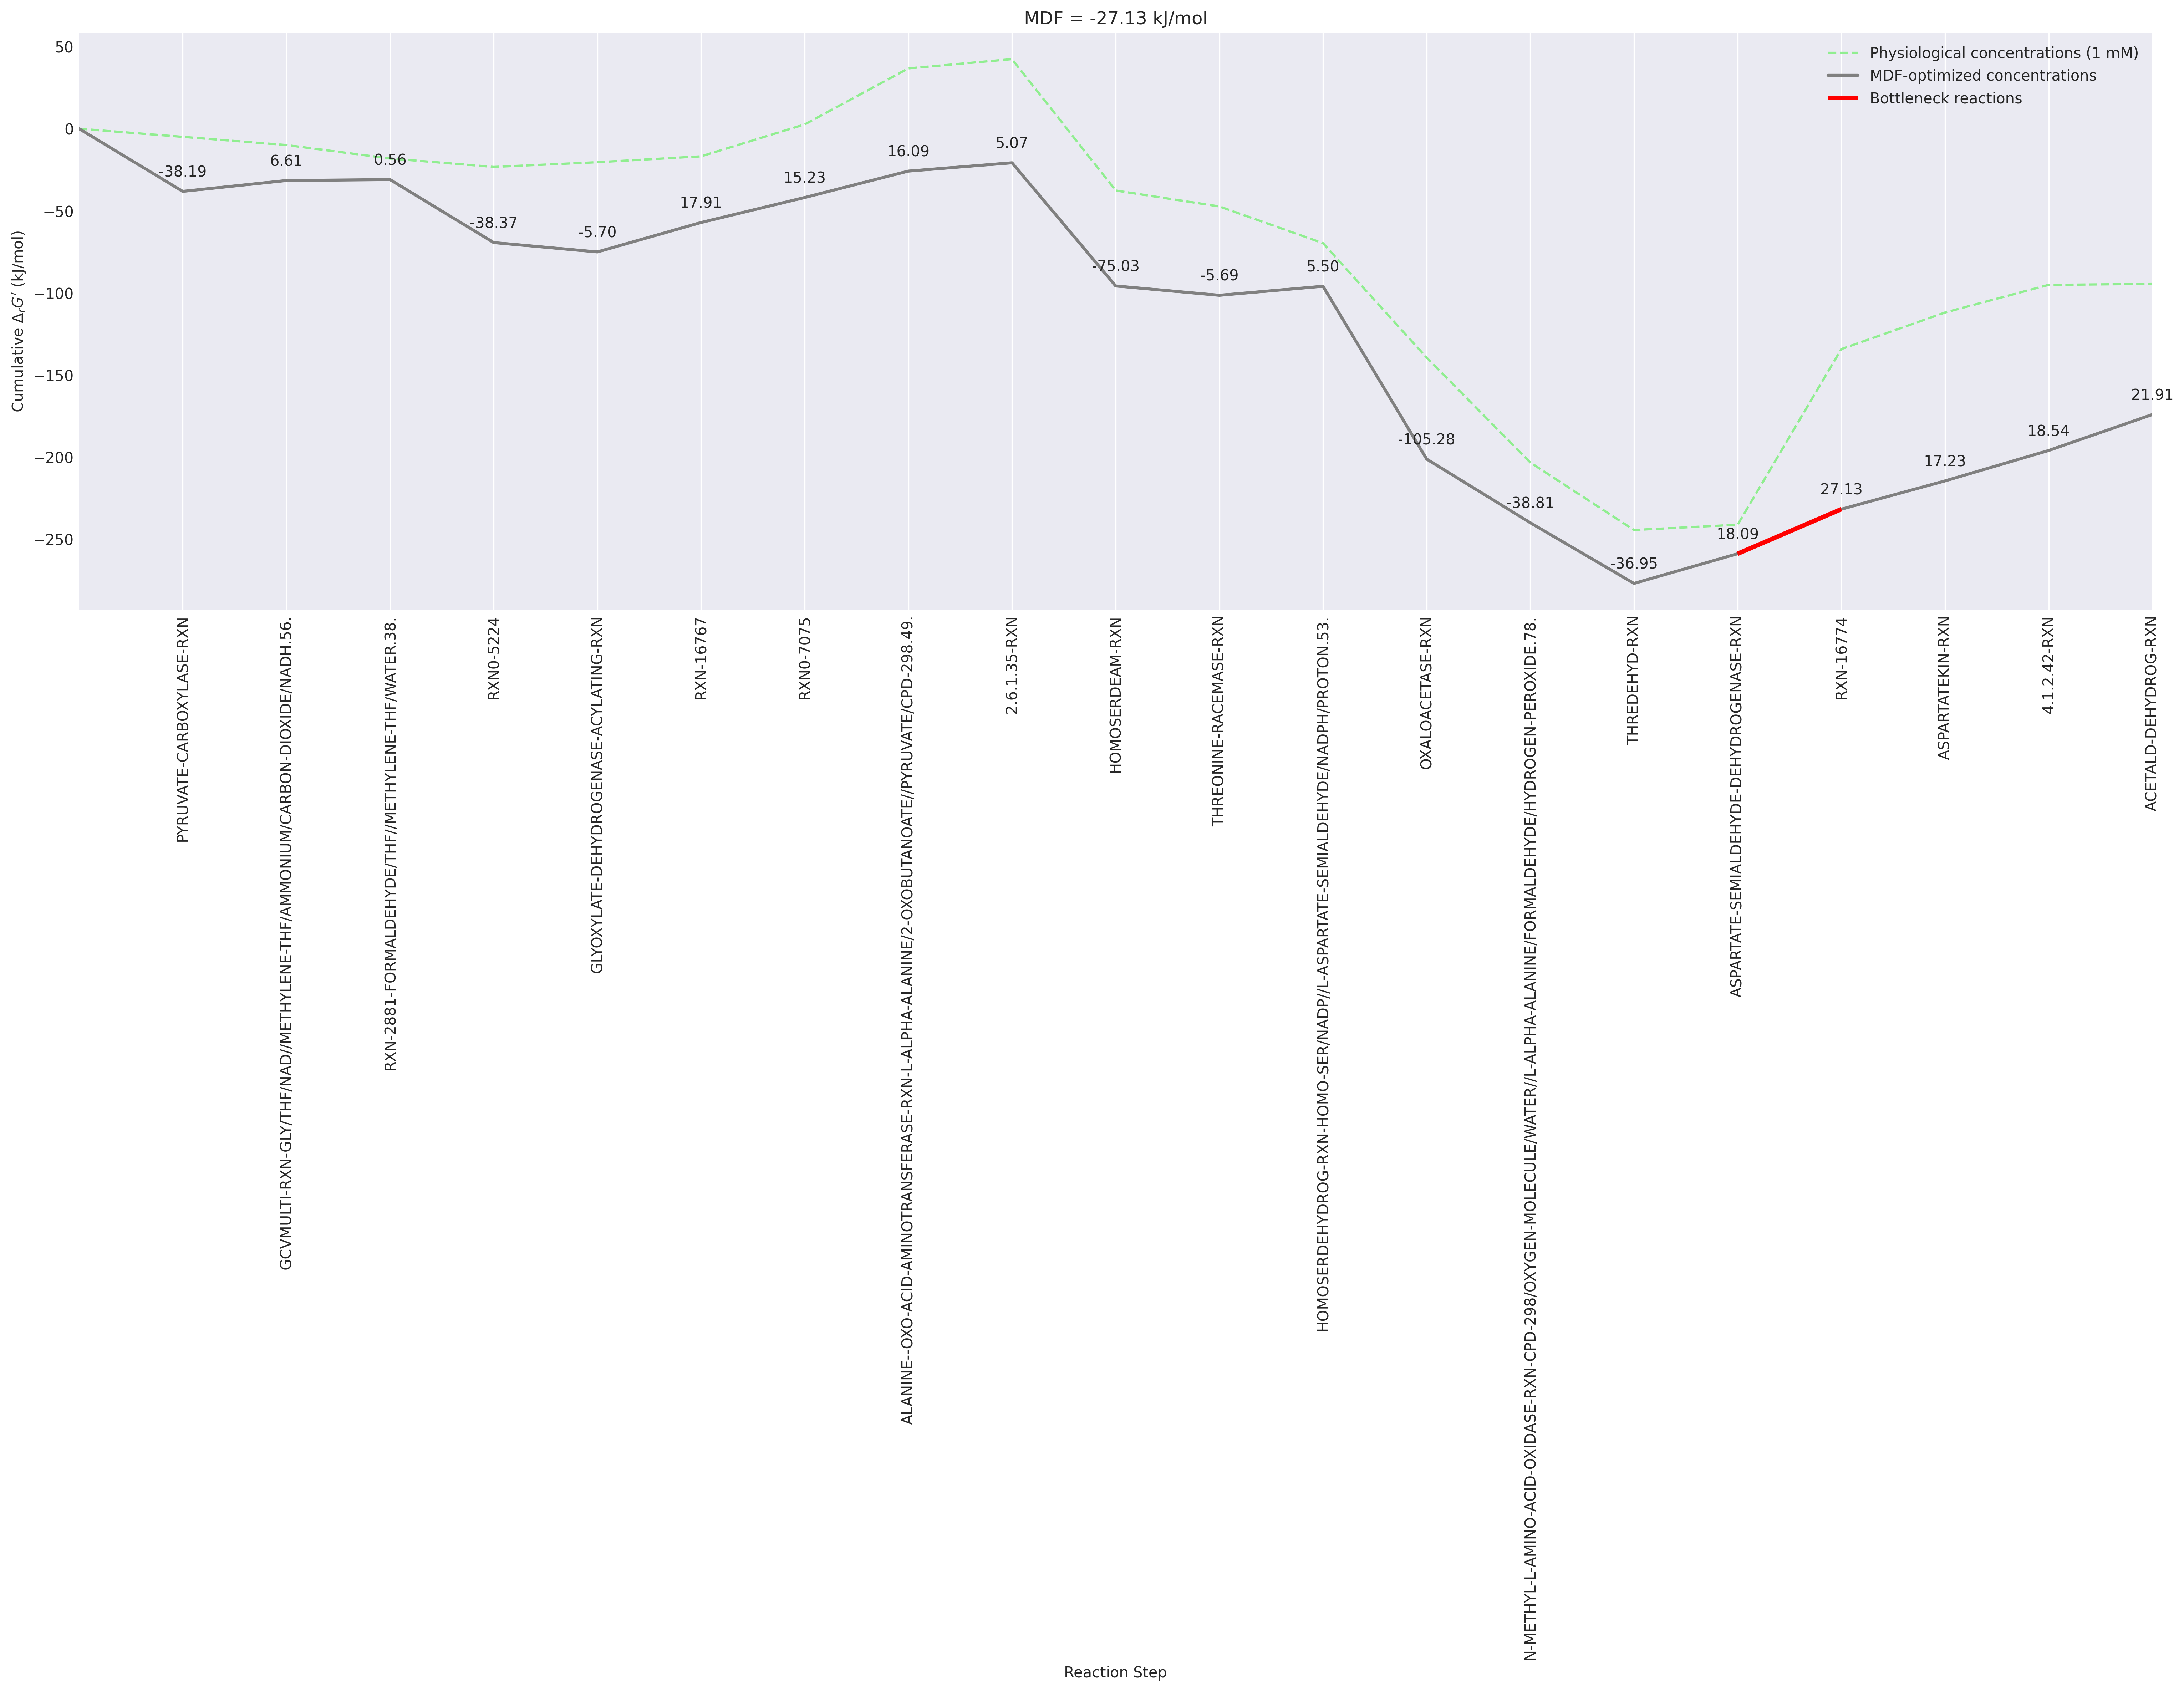 MDF = -27.13 kJ/mol
Physiological concentrations (1 mM)
MDF-optimized concentrations
Bottleneck reactions
Cumulative ΔrG′ (kJ/mol)
50
0
−50
−100
−150
−200
−250
-38.19
6.61
0.56
-38.37
-5.70
17.91
15.23
16.09
5.07
-75.03
-5.69
5.50
-105.28
-38.81
-36.95
18.09
27.13
17.23
18.54
21.91
PYRUVATE-CARBOXYLASE-RXN
GCVMULTI-RXN-GLY/THF/NAD//METHYLENE-THF/AMMONIUM/CARBON-DIOXIDE/NADH.56.
RXN-2881-FORMALDEHYDE/THF//METHYLENE-THF/WATER.38.
RXN0-5224
GLYOXYLATE-DEHYDROGENASE-ACYLATING-RXN
RXN-16767
RXN0-7075
ALANINE--OXO-ACID-AMINOTRANSFERASE-RXN-L-ALPHA-ALANINE/2-OXOBUTANOATE//PYRUVATE/CPD-298.49.
2.6.1.35-RXN
HOMOSERDEAM-RXN
THREONINE-RACEMASE-RXN
HOMOSERDEHYDROG-RXN-HOMO-SER/NADP//L-ASPARTATE-SEMIALDEHYDE/NADPH/PROTON.53.
OXALOACETASE-RXN
N-METHYL-L-AMINO-ACID-OXIDASE-RXN-CPD-298/OXYGEN-MOLECULE/WATER//L-ALPHA-ALANINE/FORMALDEHYDE/HYDROGEN-PEROXIDE.78.
THREDEHYD-RXN
ASPARTATE-SEMIALDEHYDE-DEHYDROGENASE-RXN
RXN-16774
ASPARTATEKIN-RXN
4.1.2.42-RXN
ACETALD-DEHYDROG-RXN
Reaction Step